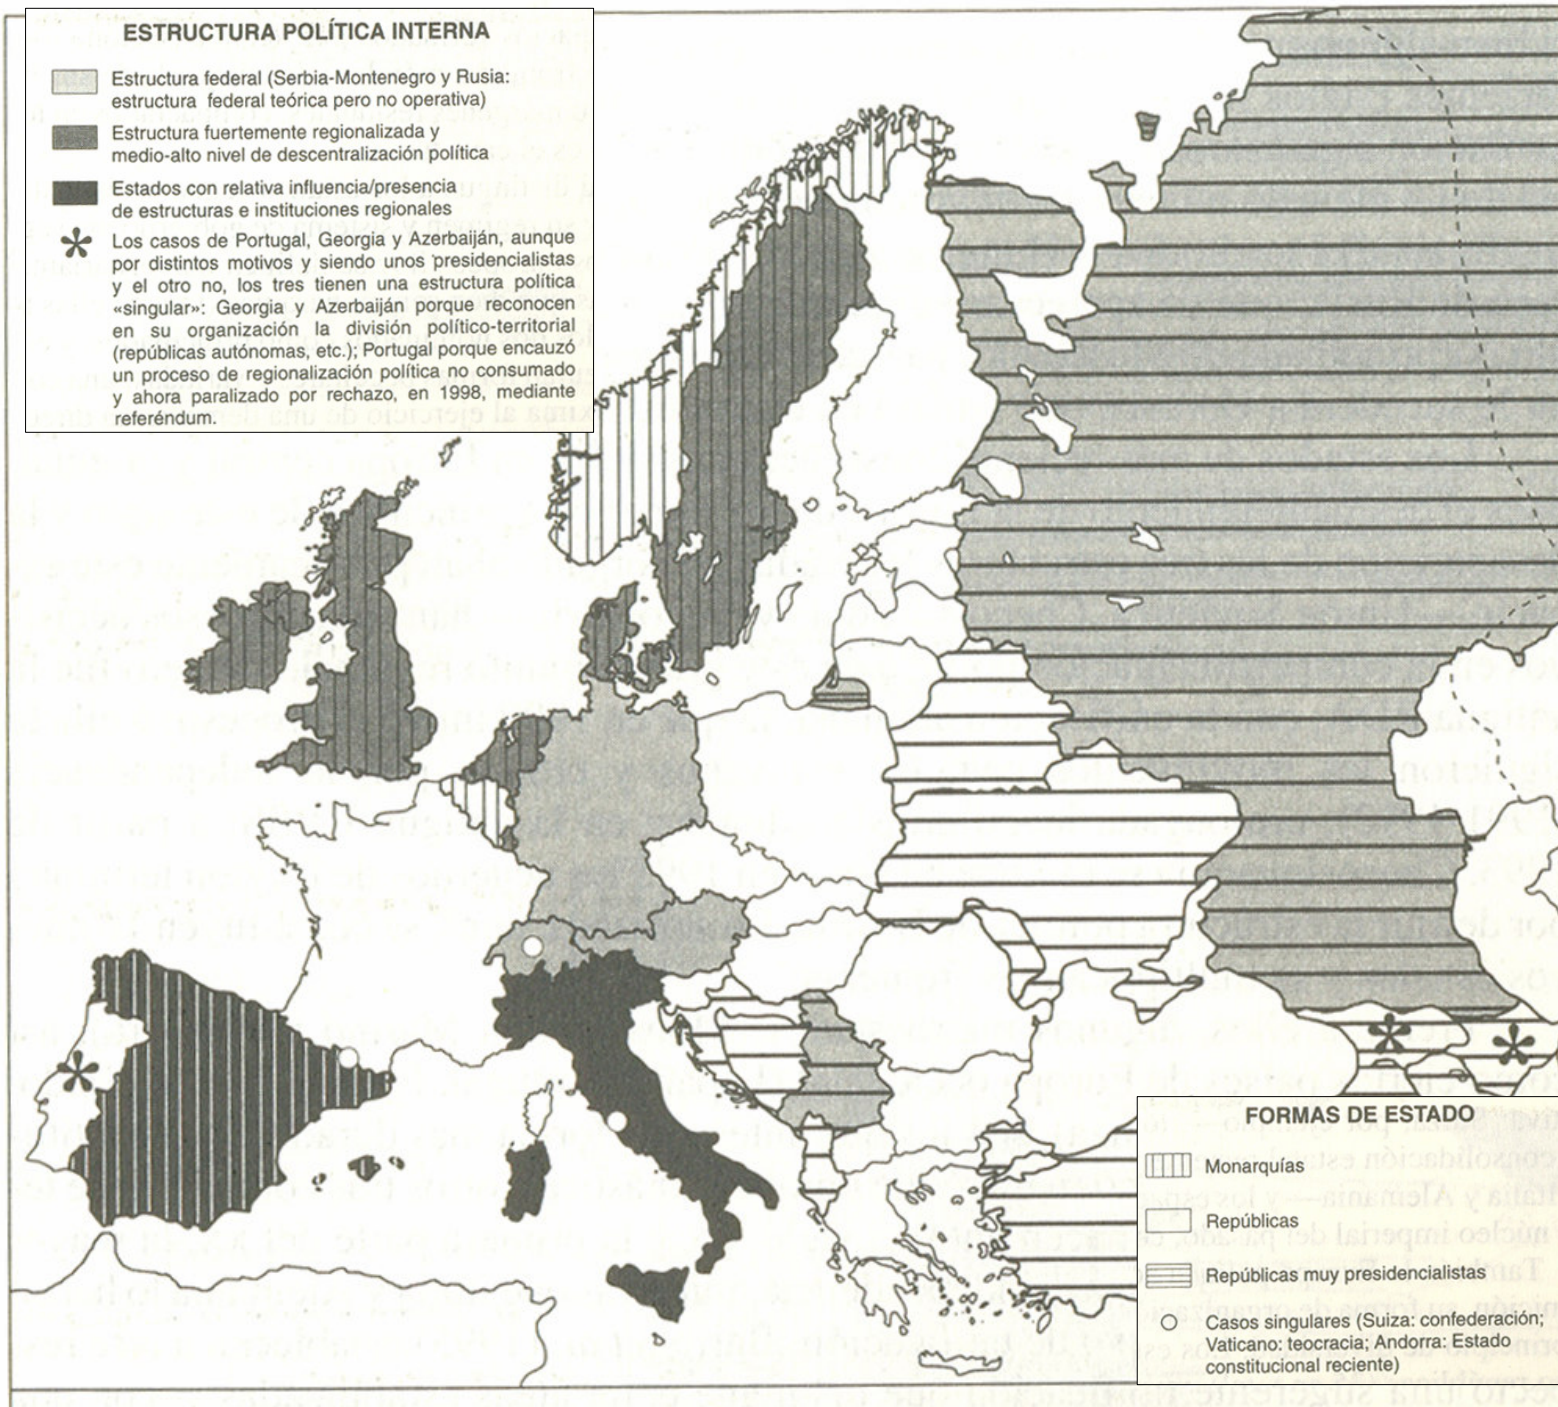 ESTRUCTURA POLÍTICA INTERNA
Estructura federal (Serbia-Montenegro y Rusia:
estructura federal teórica pero no operativa)
Estructura fuertemente regionalizada y
medio-alto nivel de descentralización política
Estados con relativa influencia/presencia
de estructuras e instituciones regionales
* Los casos de Portugal, Georgia y Azerbaiján, aunque
por distintos motivos y siendo unos presidencialistas
y el otro no, los tres tienen una estructura política
«singular»: Georgia y Azerbaiján porque reconocen
en su organización la división político-territorial
(repúblicas autónomas, etc.); Portugal porque encauzó
un proceso de regionalización política no consumado
y ahora paralizado por rechazo, en 1998, mediante
referéndum.
*
*
*
FORMAS DE ESTADO
Monarquías
Repúblicas
Repúblicas muy presidencialistas
Casos singulares (Suiza: confederación;
Vaticano: teocracia; Andorra: Estado
constitucional reciente)